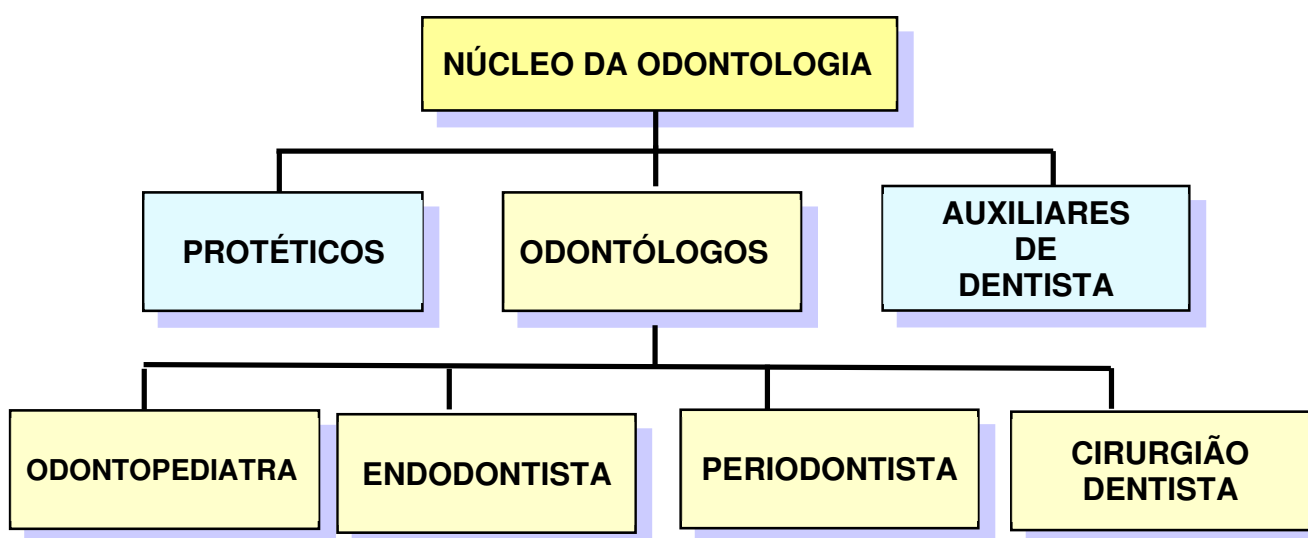 NÚCLEO DA ODONTOLOGIA
PROTÉTICOS
ODONTÓLOGOS
AUXILIARES
DE
DENTISTA
ODONTOPEDIATRA
ENDODONTISTA
PERIODONTISTA
CIRURGIÃO
DENTISTA